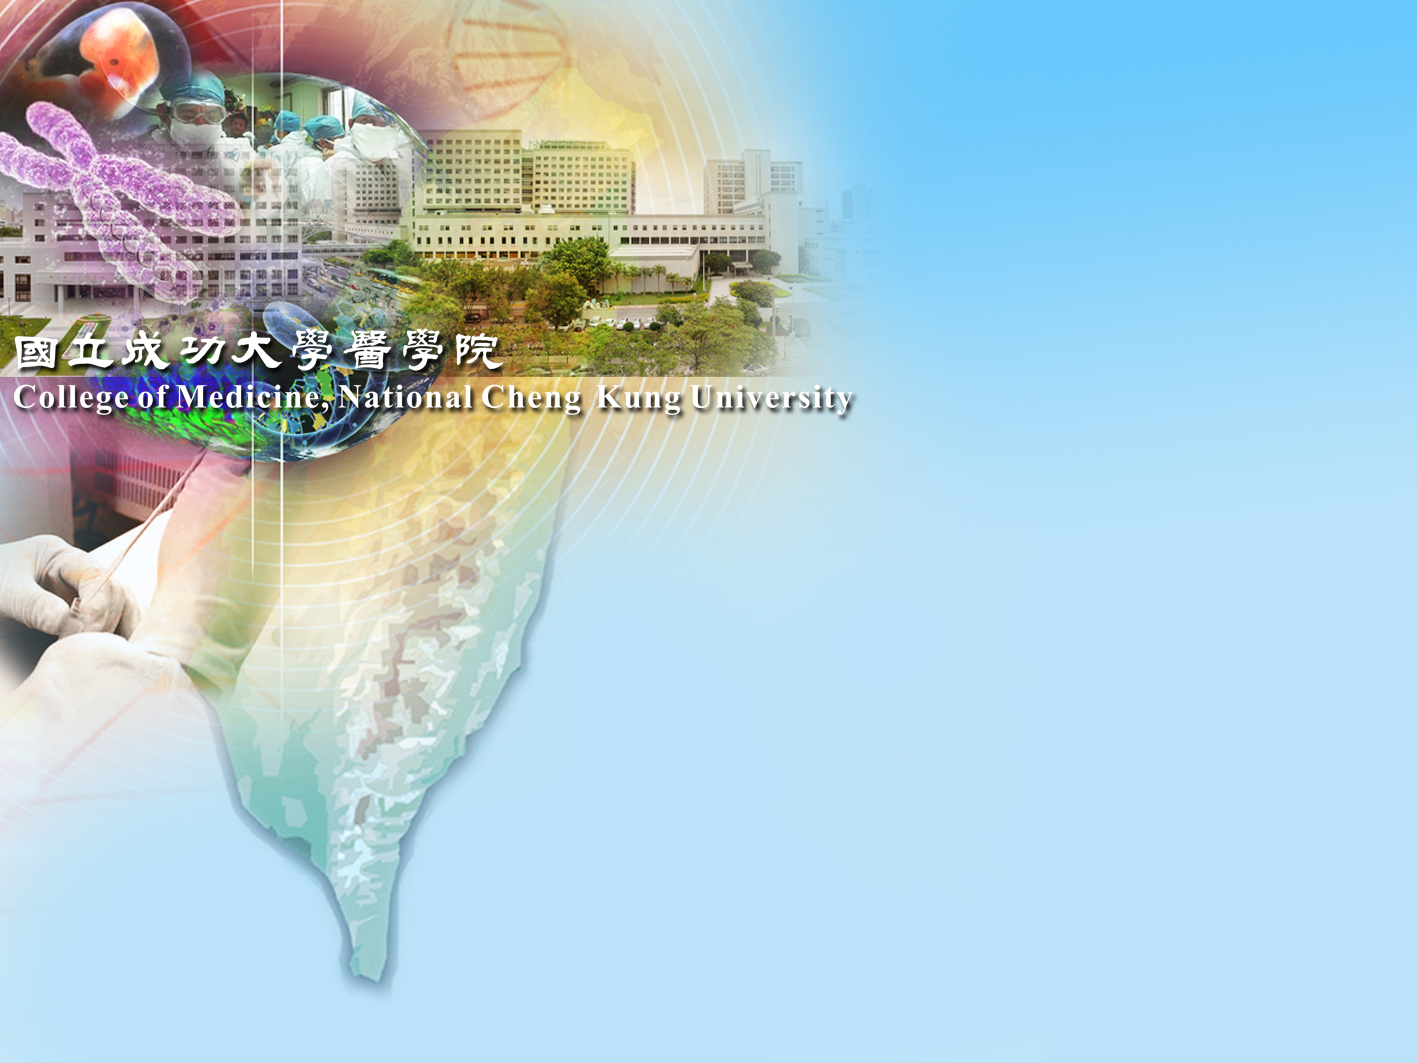 國立成功大學醫學院
College of Medicine, National Cheng Kung University